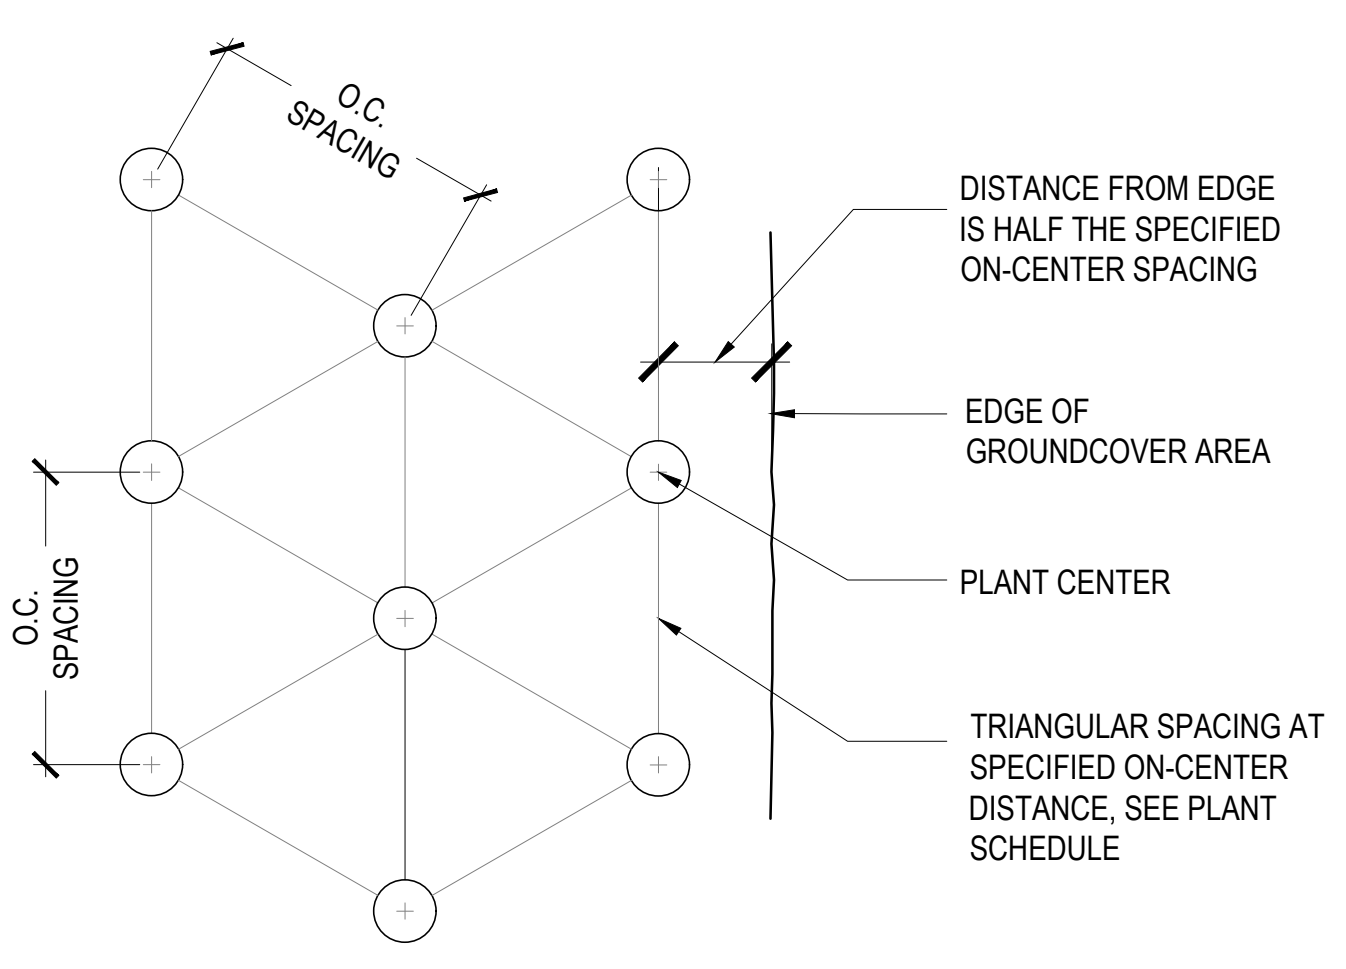 O.C.
SPACING
DISTANCE FROM EDGE
IS HALF THE SPECIFIED
ON-CENTER SPACING
EDGE OF
GROUNDCOVER AREA
O.C.
SPACING
PLANT CENTER
TRIANGULAR SPACING AT
SPECIFIED ON-CENTER
DISTANCE, SEE PLANT
SCHEDULE